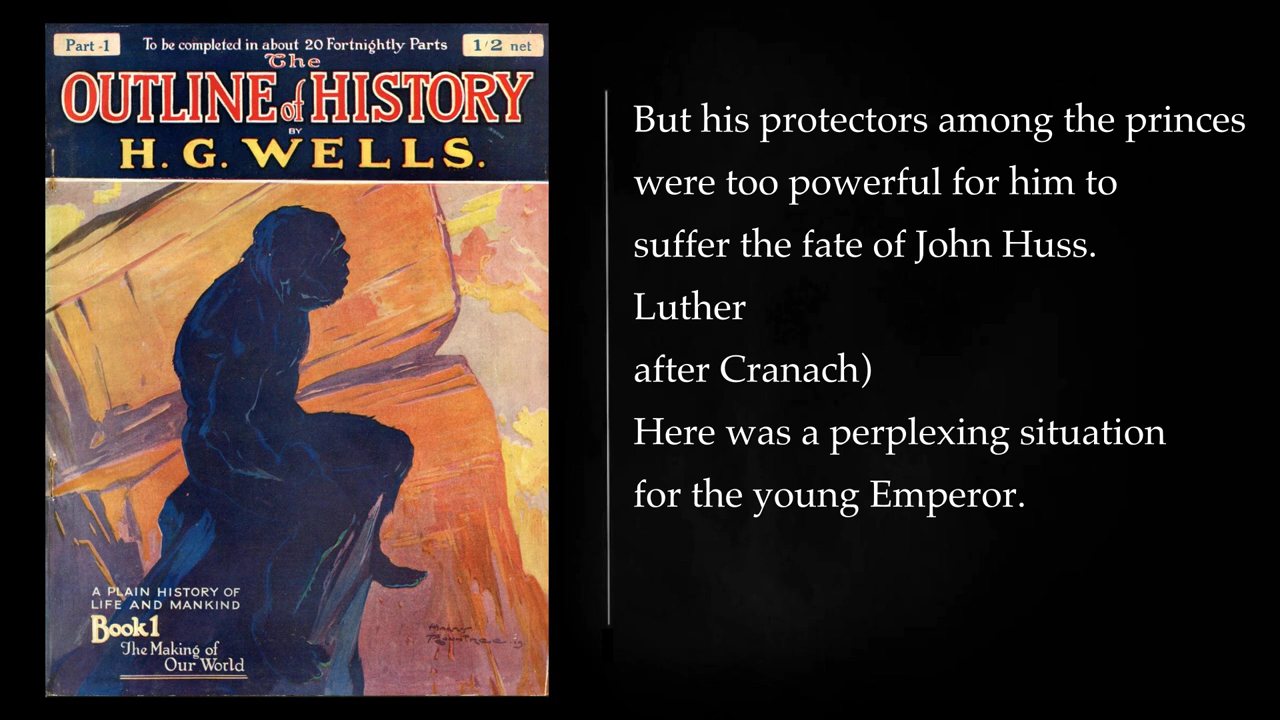 Part -1
To be completed in about 20 Fortnightly Parts
1/2 net
The
OUTLINE of HISTORY
BY
H. G. WELLS.
A PLAIN HISTORY OF
LIFE AND MANKIND
Book 1
The Making of
Our World
But his protectors among the princes
were too powerful for him to
suffer the fate of John Huss.
Luther
after Cranach)
Here was a perplexing situation
for the young Emperor.